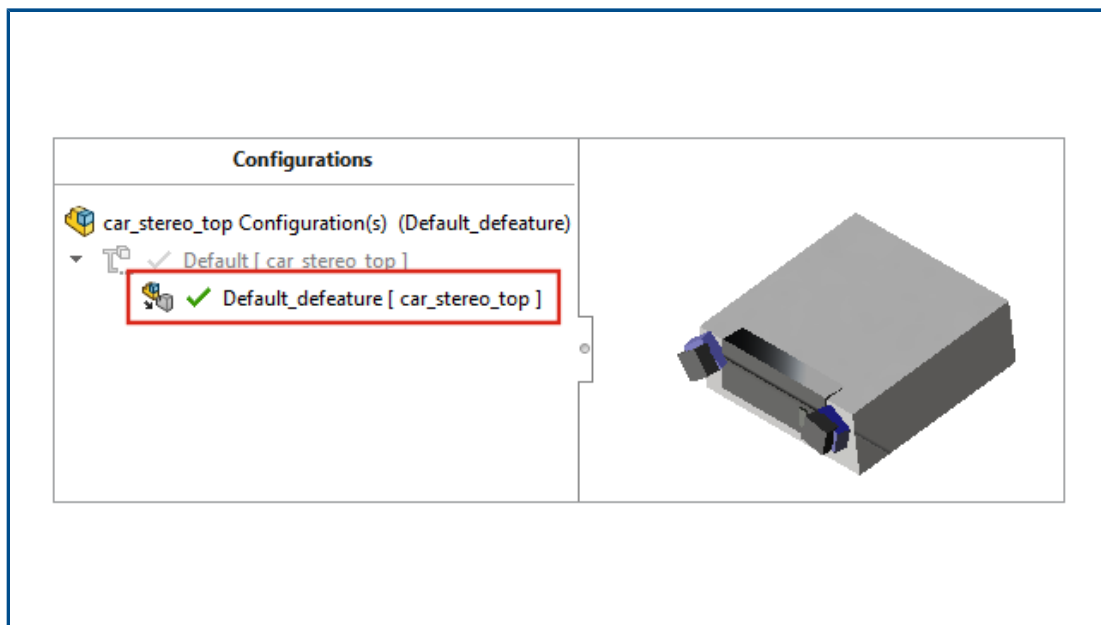 Configurations
car_stereo_top Configuration(s) (Default_defeature)
Default [ car_stereo_top ]
Default_defeature [ car_stereo_top ]